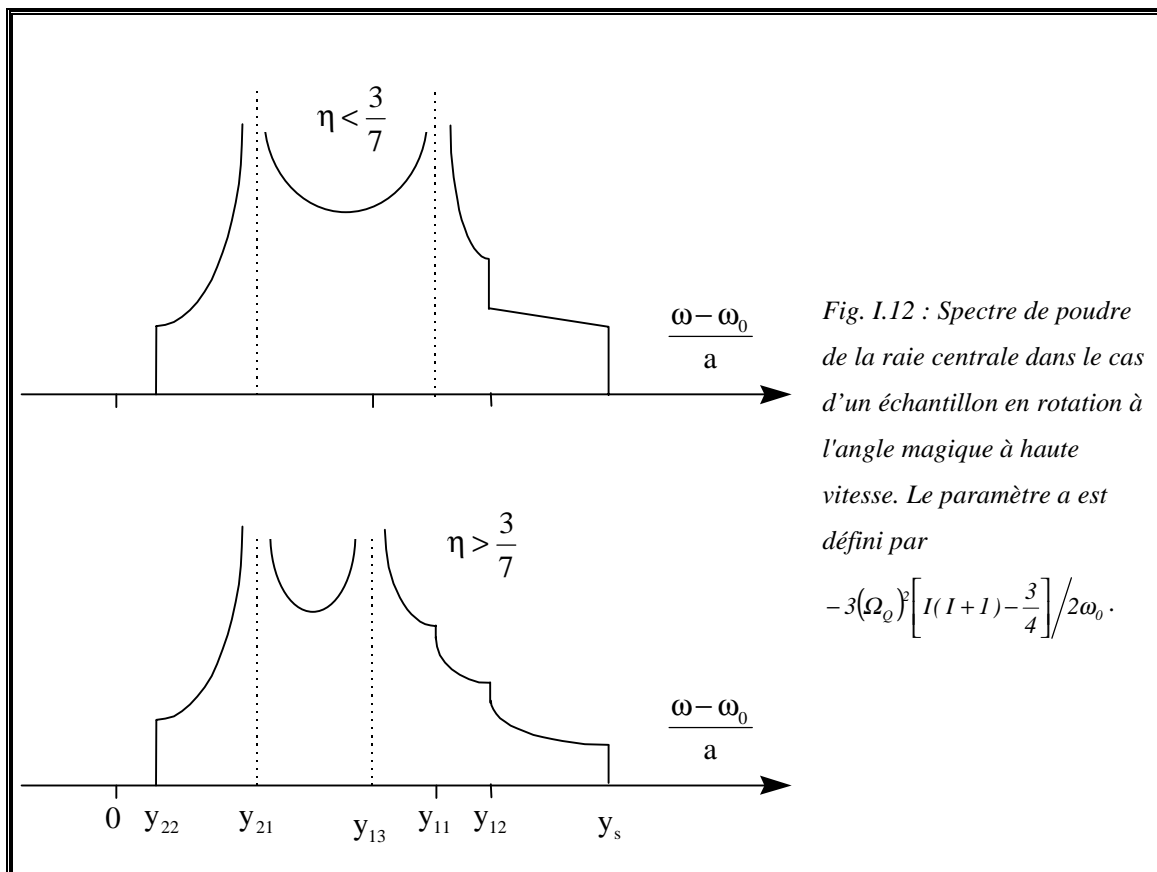 η < 3/7
(ω − ω₀)/a
η > 3/7
(ω − ω₀)/a
0 y₂₂ y₂₁ y₁₃ y₁₁ y₁₂ yₛ
Fig. I.12 : Spectre de poudre
de la raie centrale dans le cas
d'un échantillon en rotation à
l'angle magique à haute
vitesse. Le paramètre a est
défini par
− 3(Ω_Q)² [ I( I + 1 ) − 3/4 ] / 2ω₀ .